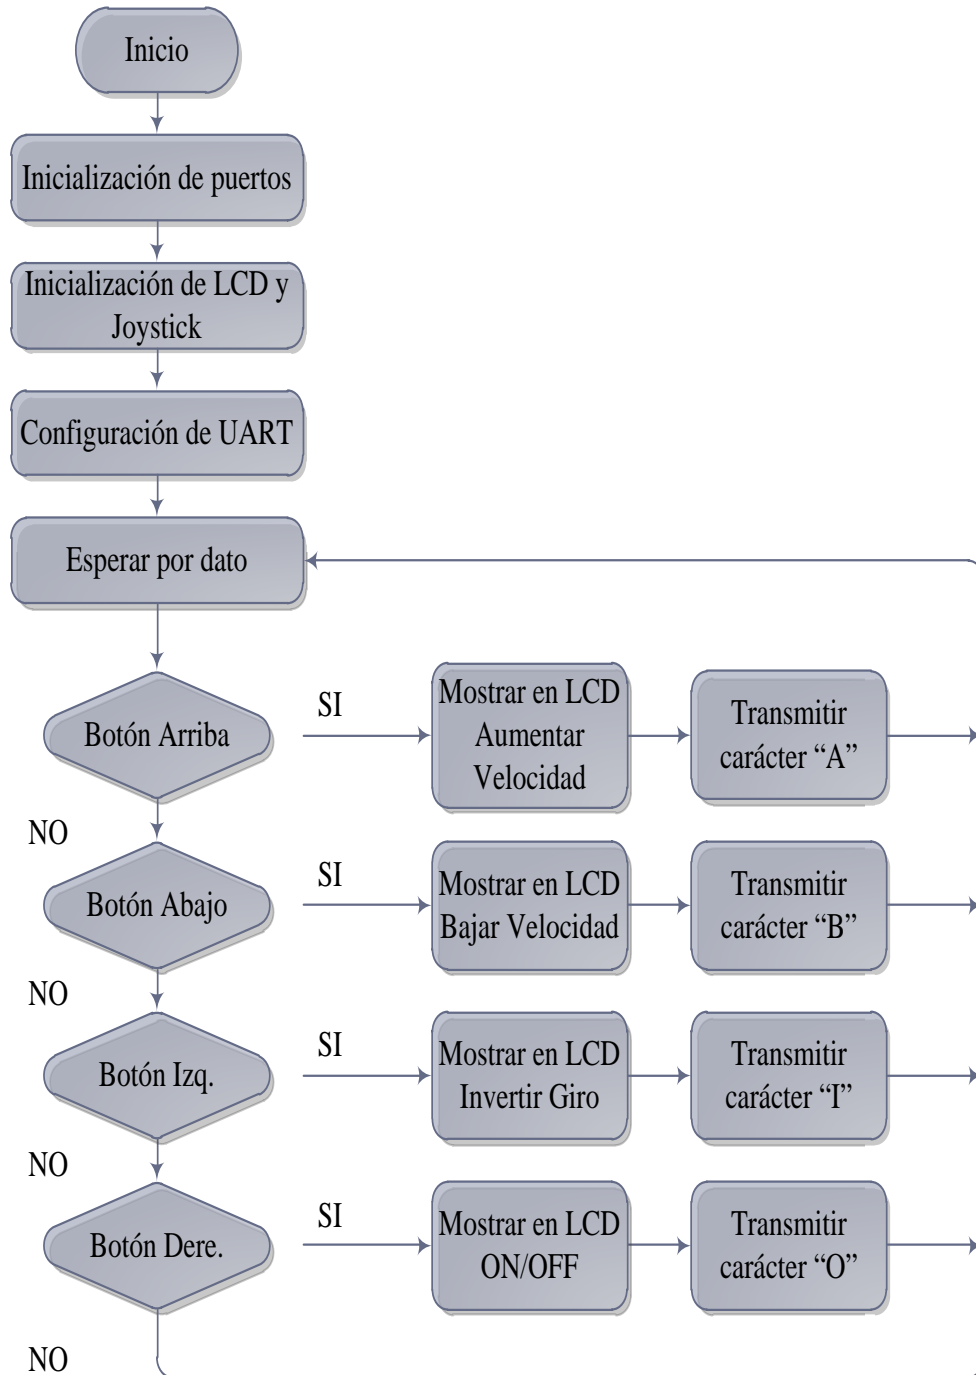 Inicio
Inicialización de puertos
Inicialización de LCD y
Joystick
Configuración de UART
Esperar por dato
Botón Arriba
SI
Mostrar en LCD
Aumentar
Velocidad
Transmitir
carácter “A”
NO
Botón Abajo
SI
Mostrar en LCD
Bajar Velocidad
Transmitir
carácter “B”
NO
Botón Izq.
SI
Mostrar en LCD
Invertir Giro
Transmitir
carácter “I”
NO
Botón Dere.
SI
Mostrar en LCD
ON/OFF
Transmitir
carácter “O”
NO